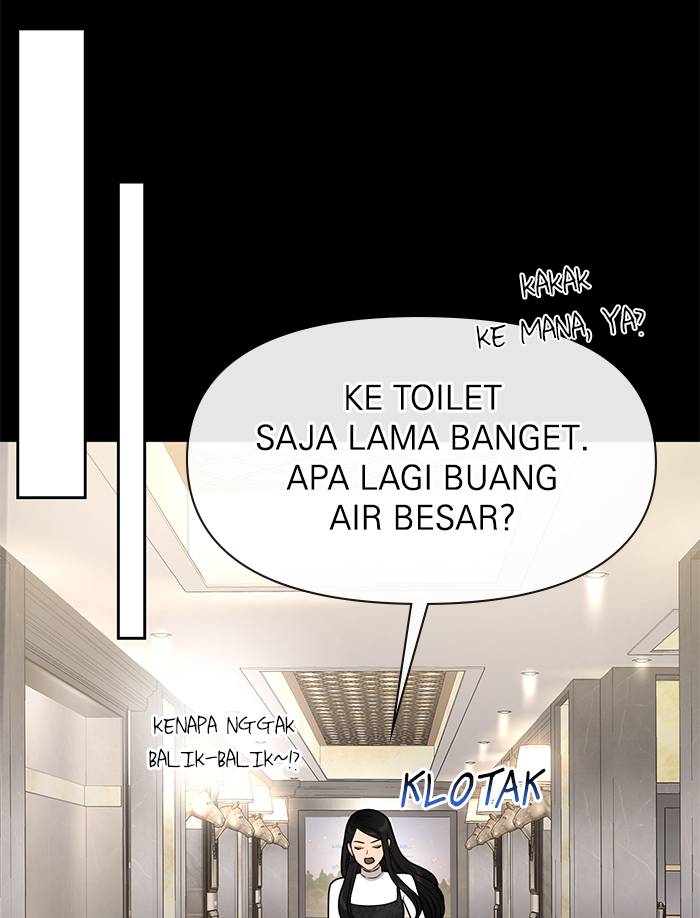 KAKAK
KE MANA, YA?
KE TOILET
SAJA LAMA BANGET.
APA LAGI BUANG
AIR BESAR?
KENAPA NGGAK
BALIK-BALIK~!?
KLOTAK